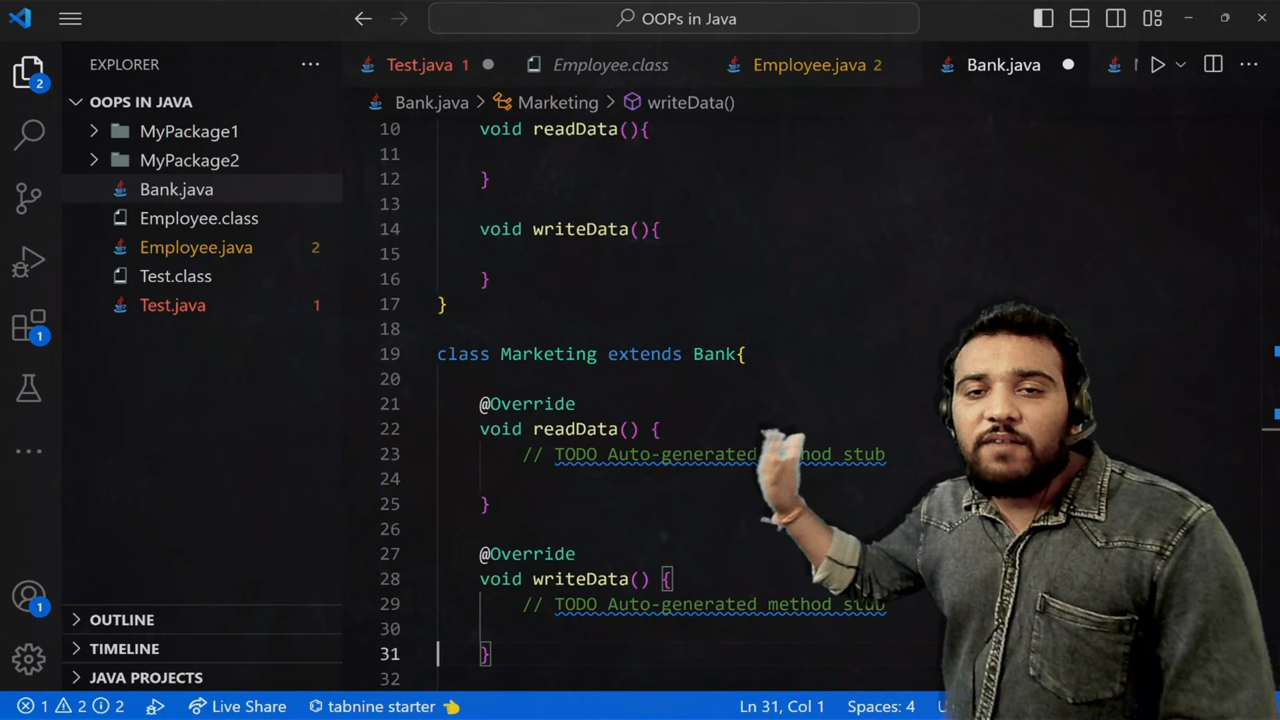 OOPs in Java
2
EXPLORER
Test.java 1
Employee.class
Employee.java 2
Bank.java
OOPS IN JAVA
Bank.java > Marketing > writeData()
MyPackage1
MyPackage2
Bank.java
Employee.class
Employee.java 2
Test.class
Test.java 1
1
10 void readData(){
11
12 }
13
14 void writeData(){
15
16 }
17 }
18
19 class Marketing extends Bank{
20
21 @Override
22 void readData() {
23 // TODO Auto-generated stub
24
25 }
26
27 @Override
28 void writeData() {
29 // TODO Auto-generated method stub
30
31 }
32
1
OUTLINE
TIMELINE
JAVA PROJECTS
1 2 2 Live Share tabnine starter Ln 31, Col 1 Spaces: 4